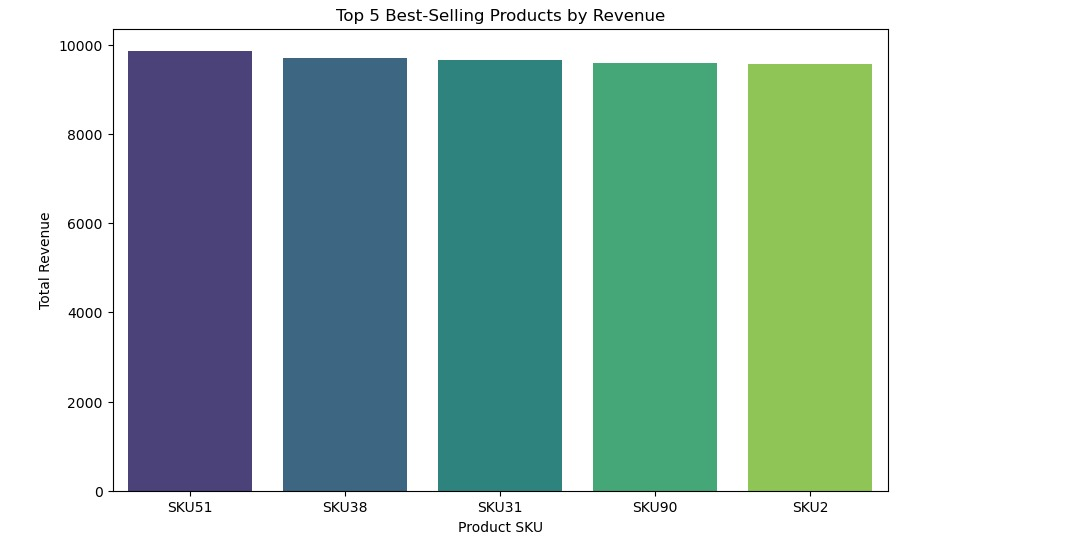 Top 5 Best-Selling Products by Revenue
Total Revenue
10000
8000
6000
4000
2000
0
SKU51 SKU38 SKU31 SKU90 SKU2
Product SKU